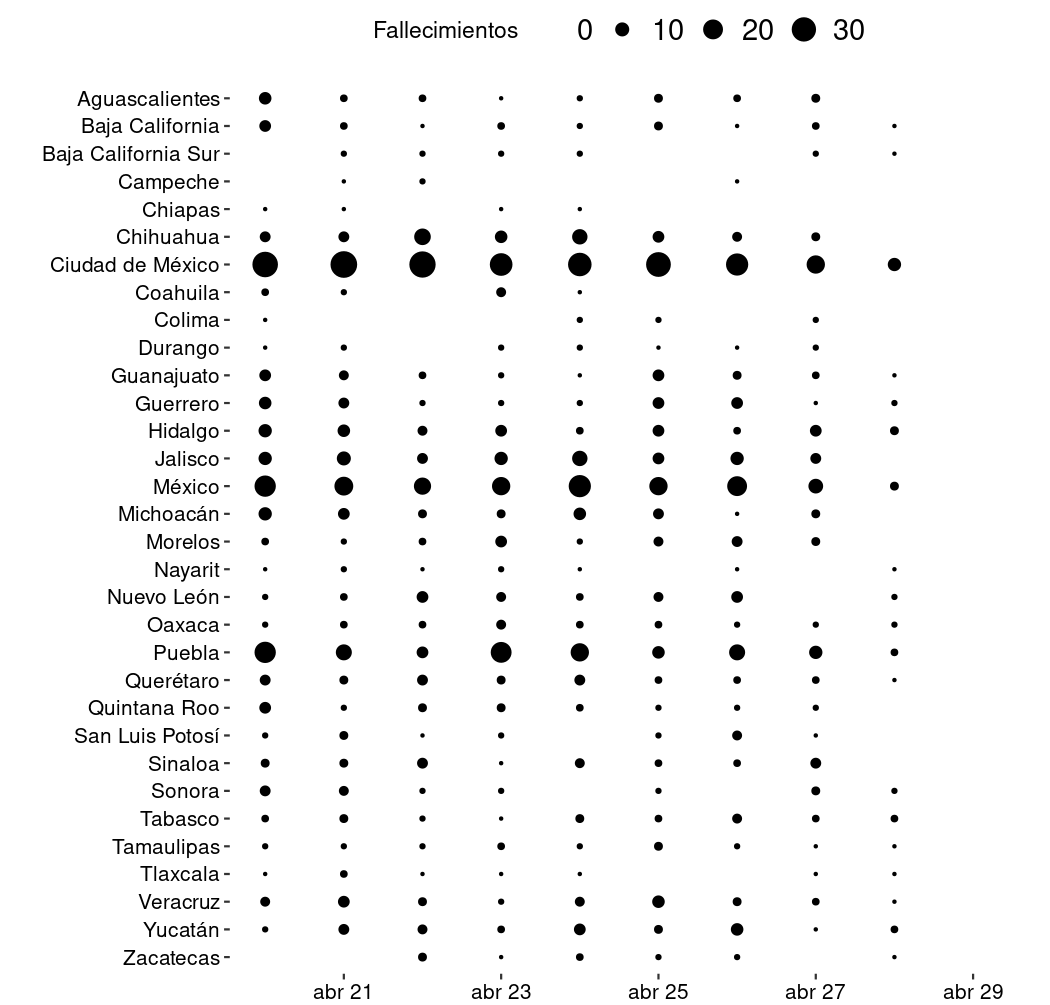 Fallecimientos 0 10 20 30
Aguascalientes
Baja California
Baja California Sur
Campeche
Chiapas
Chihuahua
Ciudad de México
Coahuila
Colima
Durango
Guanajuato
Guerrero
Hidalgo
Jalisco
México
Michoacán
Morelos
Nayarit
Nuevo León
Oaxaca
Puebla
Querétaro
Quintana Roo
San Luis Potosí
Sinaloa
Sonora
Tabasco
Tamaulipas
Tlaxcala
Veracruz
Yucatán
Zacatecas
abr 21 abr 23 abr 25 abr 27 abr 29